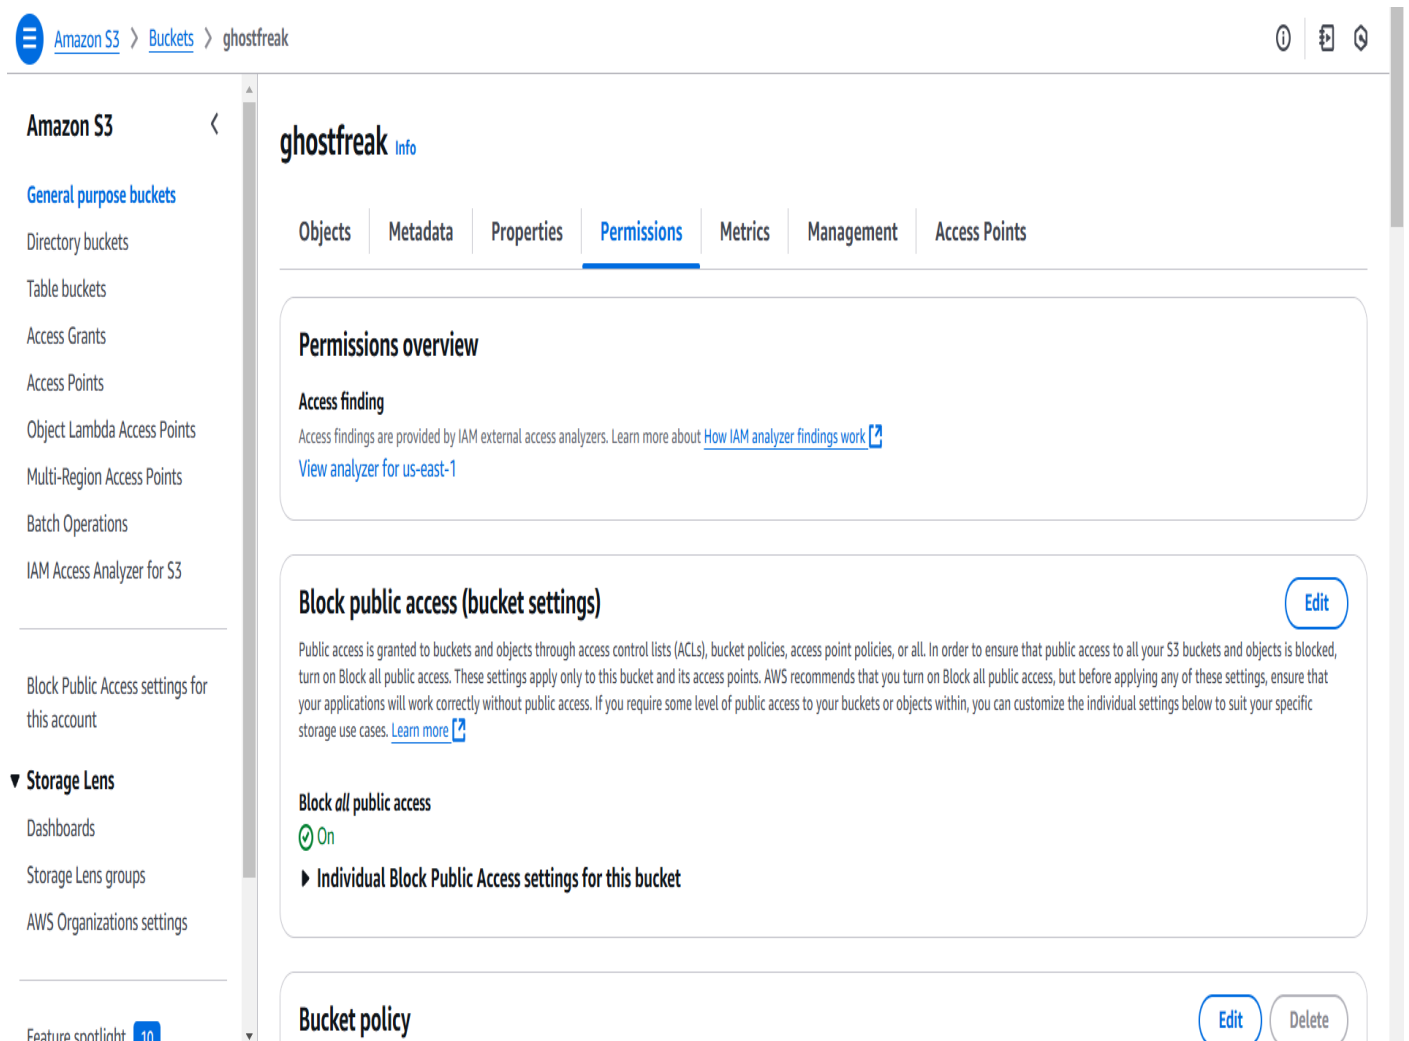 Amazon S3 > Buckets > ghostfreak
Amazon S3
General purpose buckets
Directory buckets
Table buckets
Access Grants
Access Points
Object Lambda Access Points
Multi-Region Access Points
Batch Operations
IAM Access Analyzer for S3
Block Public Access settings for
this account
Storage Lens
Dashboards
Storage Lens groups
AWS Organizations settings
Feature spotlight 10
ghostfreak Info
Objects Metadata Properties Permissions Metrics Management Access Points
Permissions overview
Access finding
Access findings are provided by IAM external access analyzers. Learn more about How IAM analyzer findings work
View analyzer for us-east-1
Block public access (bucket settings)
Edit
Public access is granted to buckets and objects through access control lists (ACLs), bucket policies, access point policies, or all. In order to ensure that public access to all your S3 buckets and objects is blocked,
turn on Block all public access. These settings apply only to this bucket and its access points. AWS recommends that you turn on Block all public access, but before applying any of these settings, ensure that
your applications will work correctly without public access. If you require some level of public access to your buckets or objects within, you can customize the individual settings below to suit your specific
storage use cases. Learn more
Block all public access
On
Individual Block Public Access settings for this bucket
Bucket policy
Edit Delete